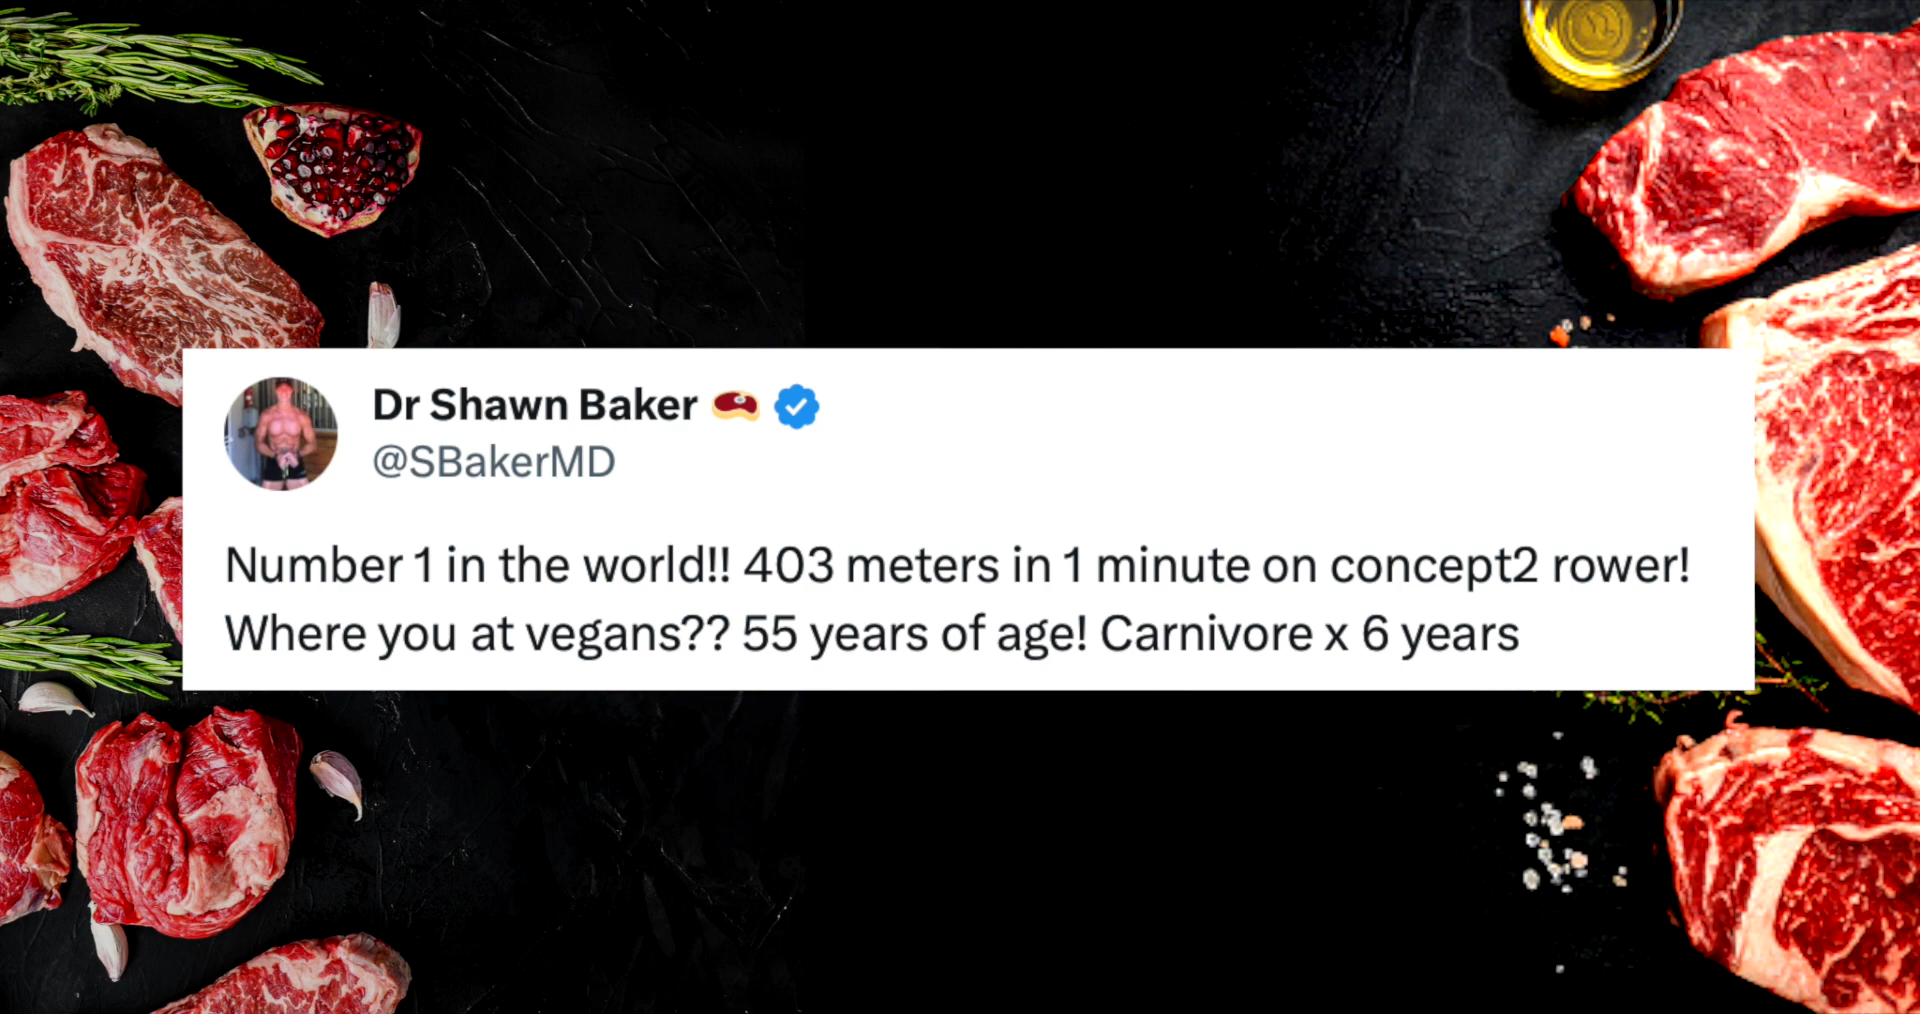 Dr Shawn Baker 🥩
@SBakerMD
Number 1 in the world!! 403 meters in 1 minute on concept2 rower!
Where you at vegans?? 55 years of age! Carnivore x 6 years